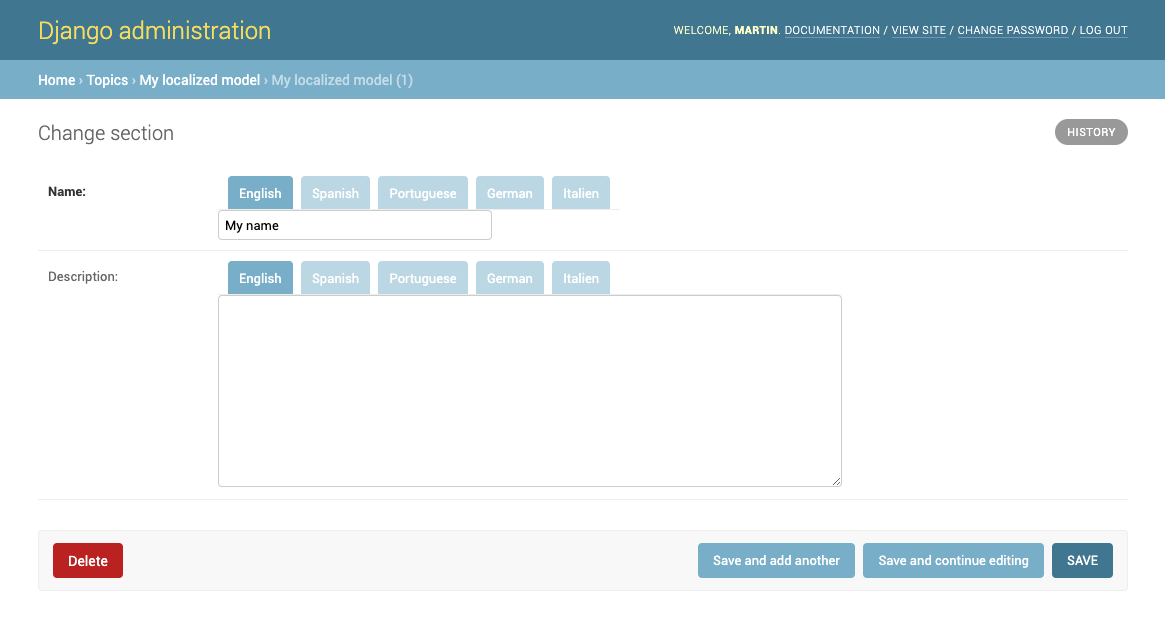 Django administration
WELCOME, MARTIN. DOCUMENTATION / VIEW SITE / CHANGE PASSWORD / LOG OUT
Home › Topics › My localized model › My localized model (1)
Change section
HISTORY
Name:
English Spanish Portuguese German Italien
My name
Description:
English Spanish Portuguese German Italien
Delete
Save and add another
Save and continue editing
SAVE